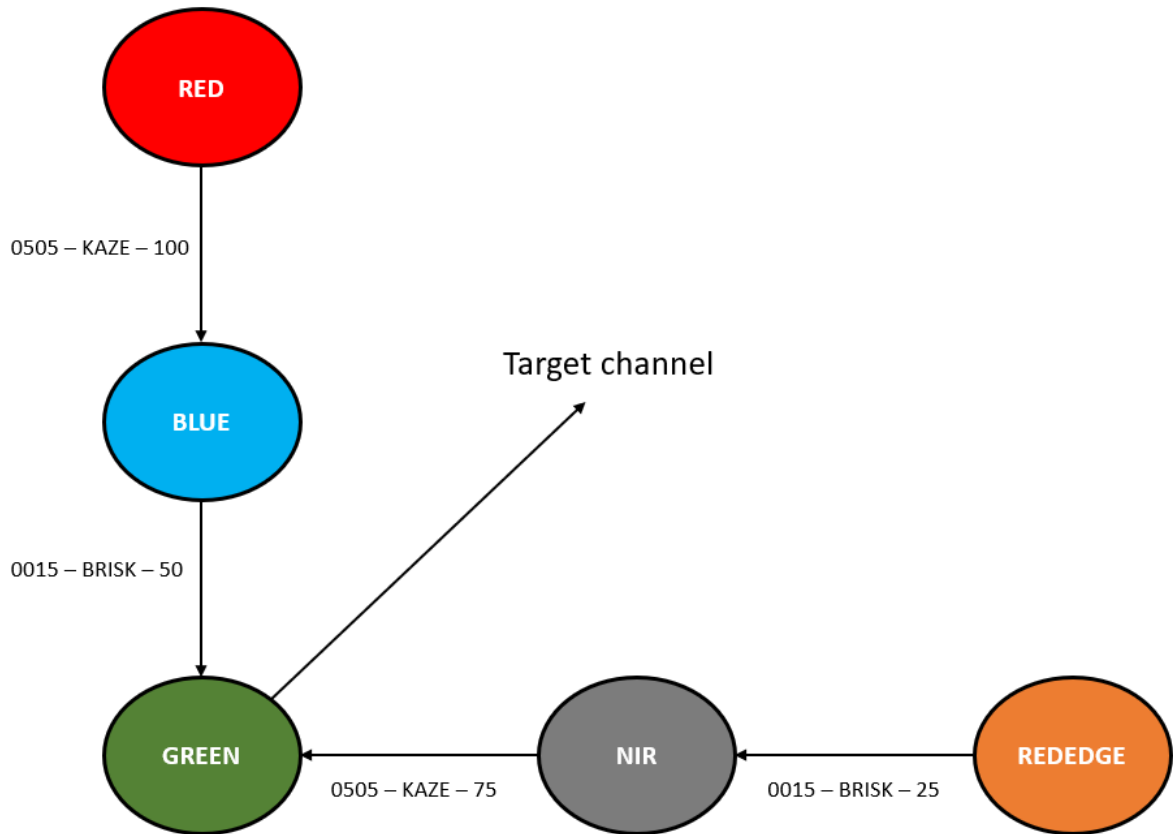 RED
0505 – KAZE – 100
Target channel
BLUE
0015 – BRISK – 50
GREEN
NIR
REDEDGE
0505 – KAZE – 75
0015 – BRISK – 25